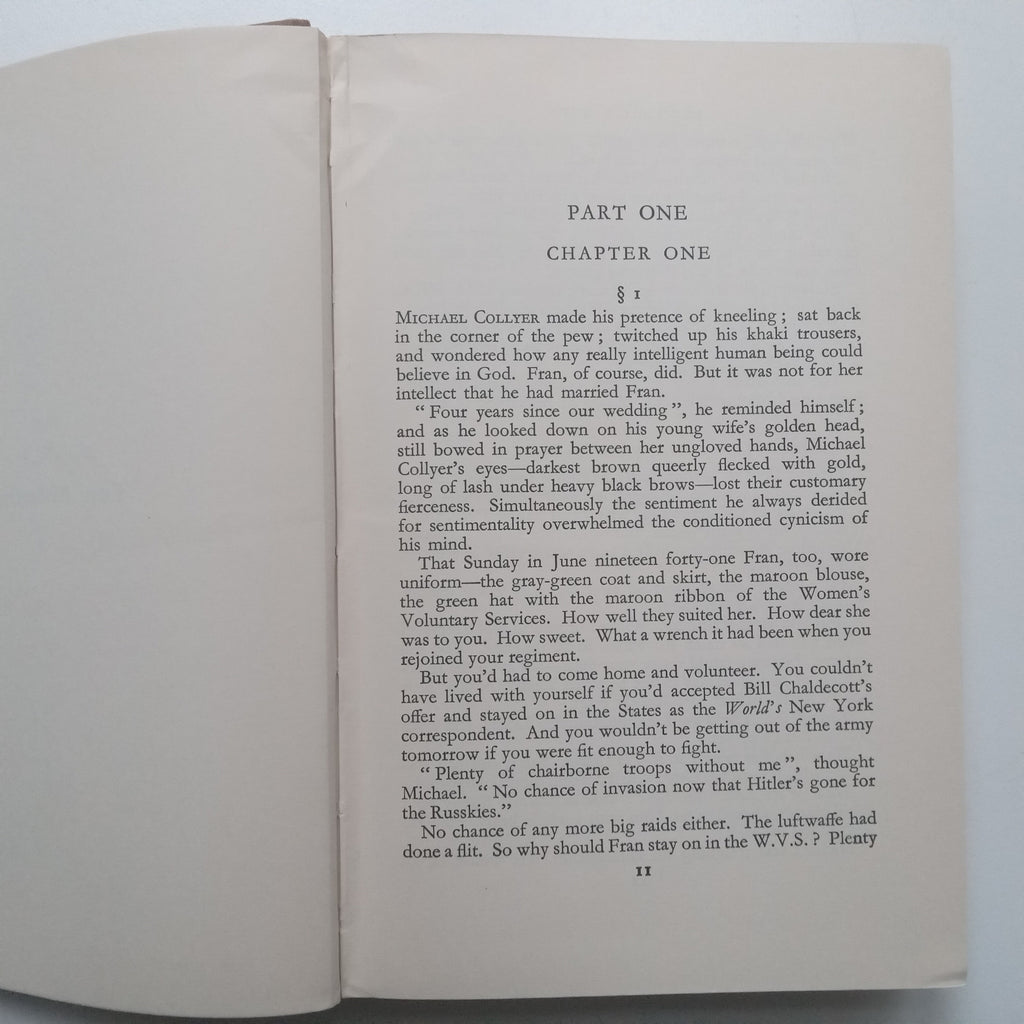 PART ONE
CHAPTER ONE
§ 1
MICHAEL COLLYER made his pretence of kneeling ; sat back
in the corner of the pew ; twitched up his khaki trousers,
and wondered how any really intelligent human being could
believe in God. Fran, of course, did. But it was not for her
intellect that he had married Fran.
“ Four years since our wedding ”, he reminded himself ;
and as he looked down on his young wife’s golden head,
still bowed in prayer between her ungloved hands, Michael
Collyer’s eyes—darkest brown queerly flecked with gold,
long of lash under heavy black brows—lost their customary
fierceness. Simultaneously the sentiment he always derided
for sentimentality overwhelmed the conditioned cynicism of
his mind.
That Sunday in June nineteen forty-one Fran, too, wore
uniform—the gray-green coat and skirt, the maroon blouse,
the green hat with the maroon ribbon of the Women’s
Voluntary Services. How well they suited her. How dear she
was to you. How sweet. What a wrench it had been when you
rejoined your regiment.
But you’d had to come home and volunteer. You couldn’t
have lived with yourself if you’d accepted Bill Chaldecott’s
offer and stayed on in the States as the World’s New York
correspondent. And you wouldn’t be getting out of the army
tomorrow if you were fit enough to fight.
“ Plenty of chairborne troops without me ”, thought
Michael. “ No chance of invasion now that Hitler’s gone for
the Russkies.”
No chance of any more big raids either. The luftwaffe had
done a flit. So why should Fran stay on in the W.V.S. ? Plenty
11